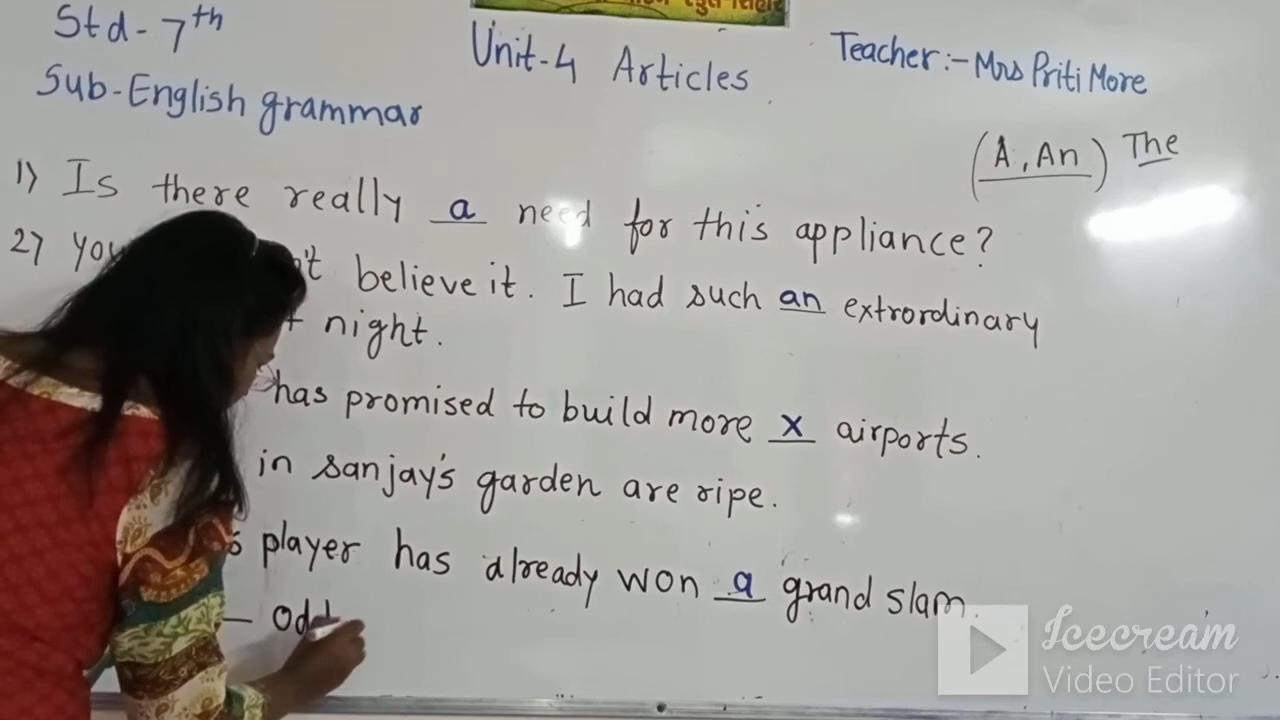 Std-7th
Unit-4 Articles
Teacher:- Mrs Priti More
Sub-English grammar
(A, An) The
1) Is there really a need for this appliance?
2) believe it. I had such an extrordinary
night.
has promised to build more x airports.
in Sanjay's garden are ripe.
player has already won a grand slam.
Icecream
Video Editor